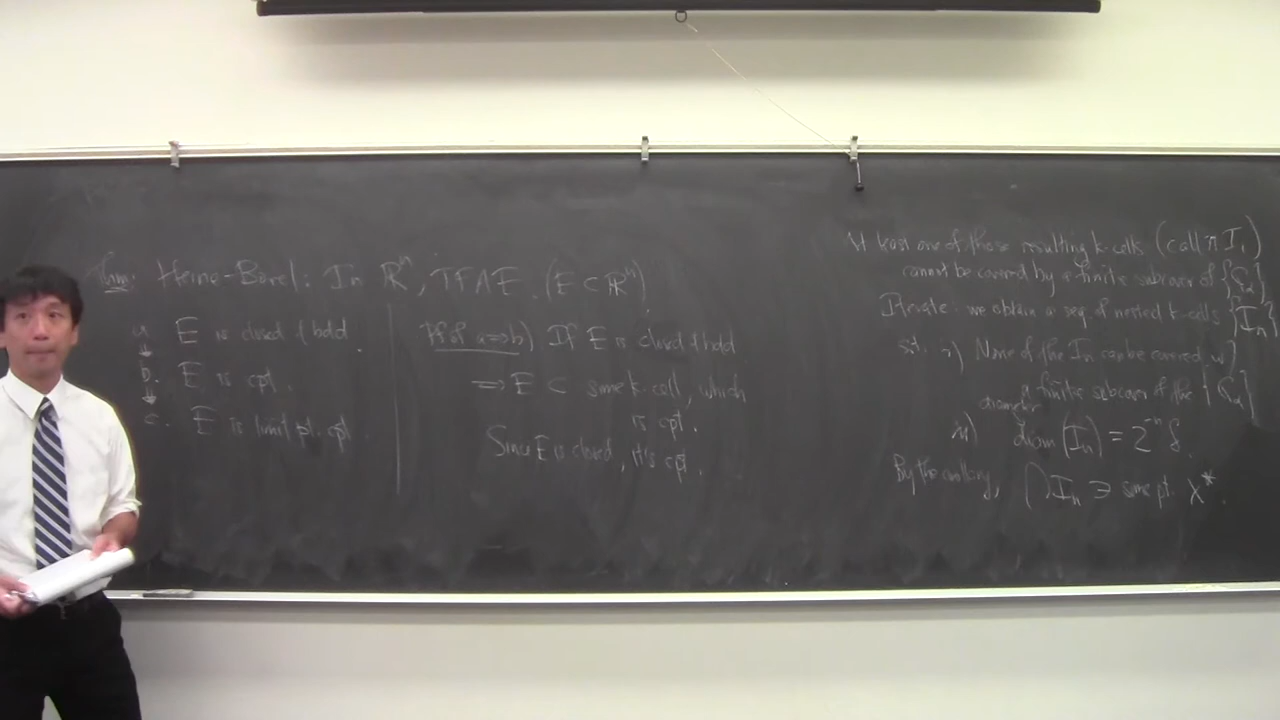 Thm: Heine-Borel: In ℝⁿ, TFAE. (E ⊂ ℝⁿ)
a. E is closed & bdd.
↓
b. E is cpt.
↓
c. E is limit pt. cpt.
Pf of a ⇒ b) If E is closed & bdd
⇒ E ⊂ some k-cell, which
is cpt.
Since E is closed, it's cpt.
At least one of those resulting k-cells (call it I₁)
cannot be covered by a finite subcover of {Gα}
Iterate: we obtain a seq of nested k-cells {Iₙ}
st. i) None of the Iₙ can be covered w/
a finite subcover of the {Gα}
diameter
ii) diam(Iₙ) = 2⁻ⁿ δ.
By the corollary, ⋂Iₙ ∋ some pt. x*.